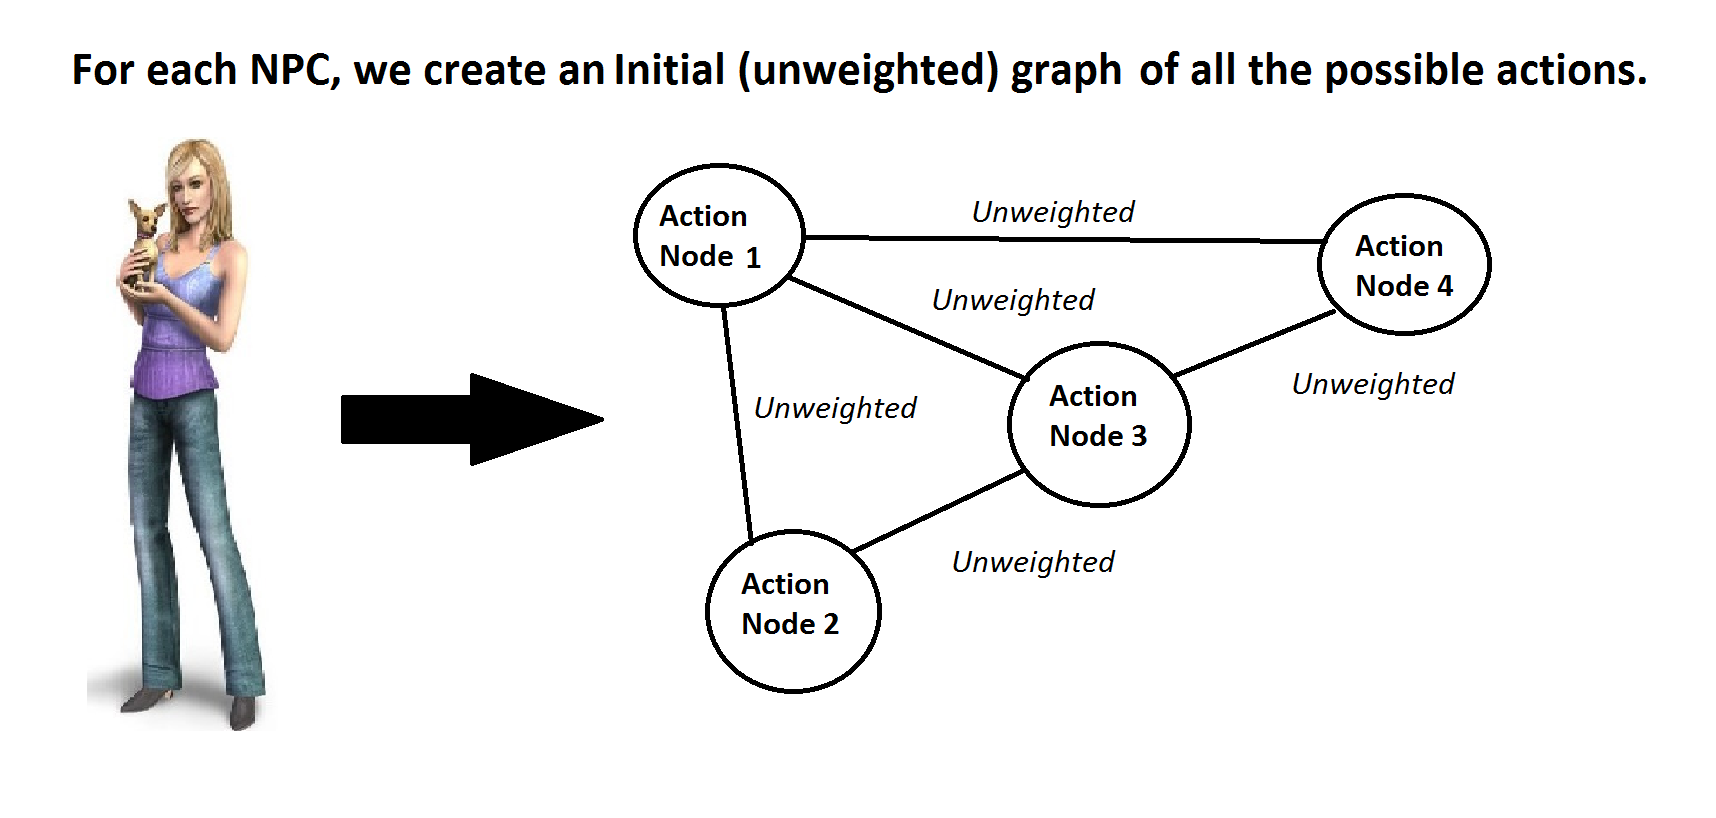 For each NPC, we create an Initial (unweighted) graph of all the possible actions.
Action
Node 1
Unweighted
Action
Node 4
Unweighted
Unweighted
Action
Node 3
Unweighted
Unweighted
Action
Node 2